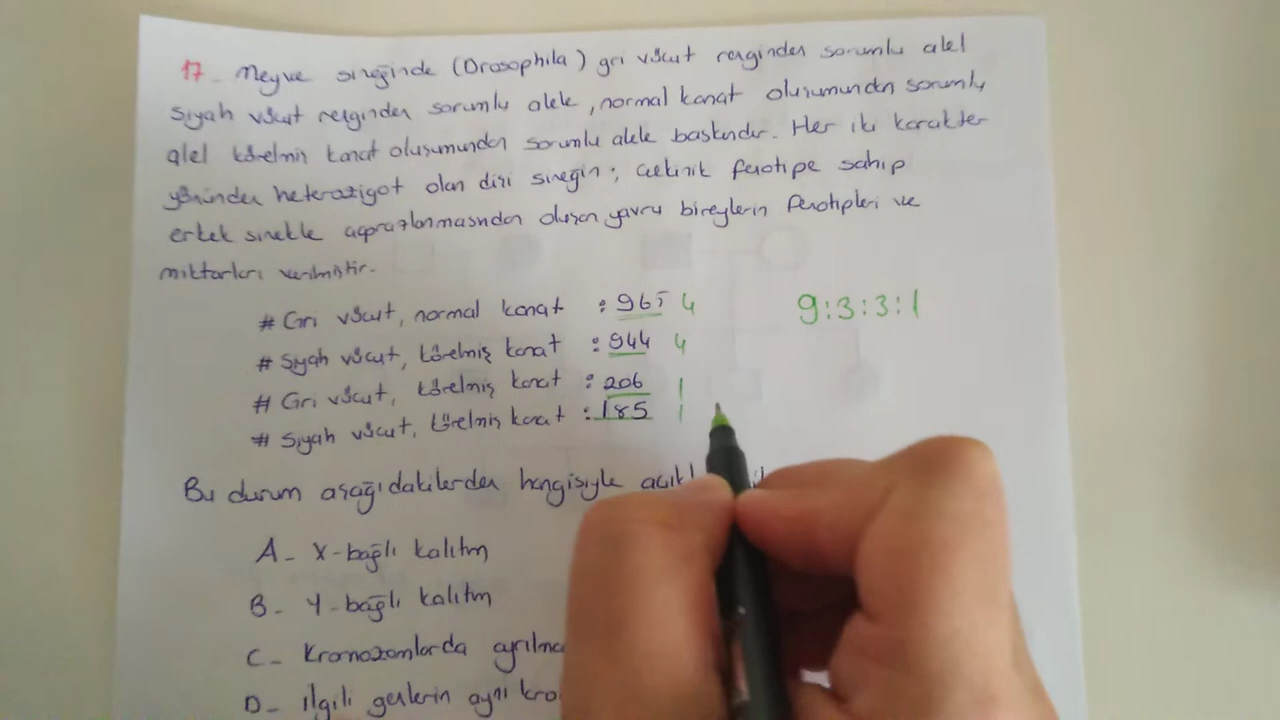 17- Meyve sineğinde (Drosophila) gri vücut renginden sorumlu alel
siyah vücut renginden sorumlu alele, normal kanat oluşumundan sorumlu
alel körelmiş kanat oluşumundan sorumlu alele baskındır. Her iki karakter
yönünden heterozigot olan dişi sineğin; çekinik fenotipe sahip
erkek sinekle çaprazlanmasından oluşan yavru bireylerin fenotipleri ve
miktarları verilmiştir.
# Gri vücut, normal kanat : 965 4 9:3:3:1
# Siyah vücut, körelmiş kanat : 944 4
# Gri vücut, körelmiş kanat : 206 1
# Siyah vücut, körelmiş kanat : 185 1
Bu durum aşağıdakilerden hangisiyle
A- X-bağlı kalıtım
B- Y-bağlı kalıtım
C- Kromozomlarda
D- İlgili genlerin aynı